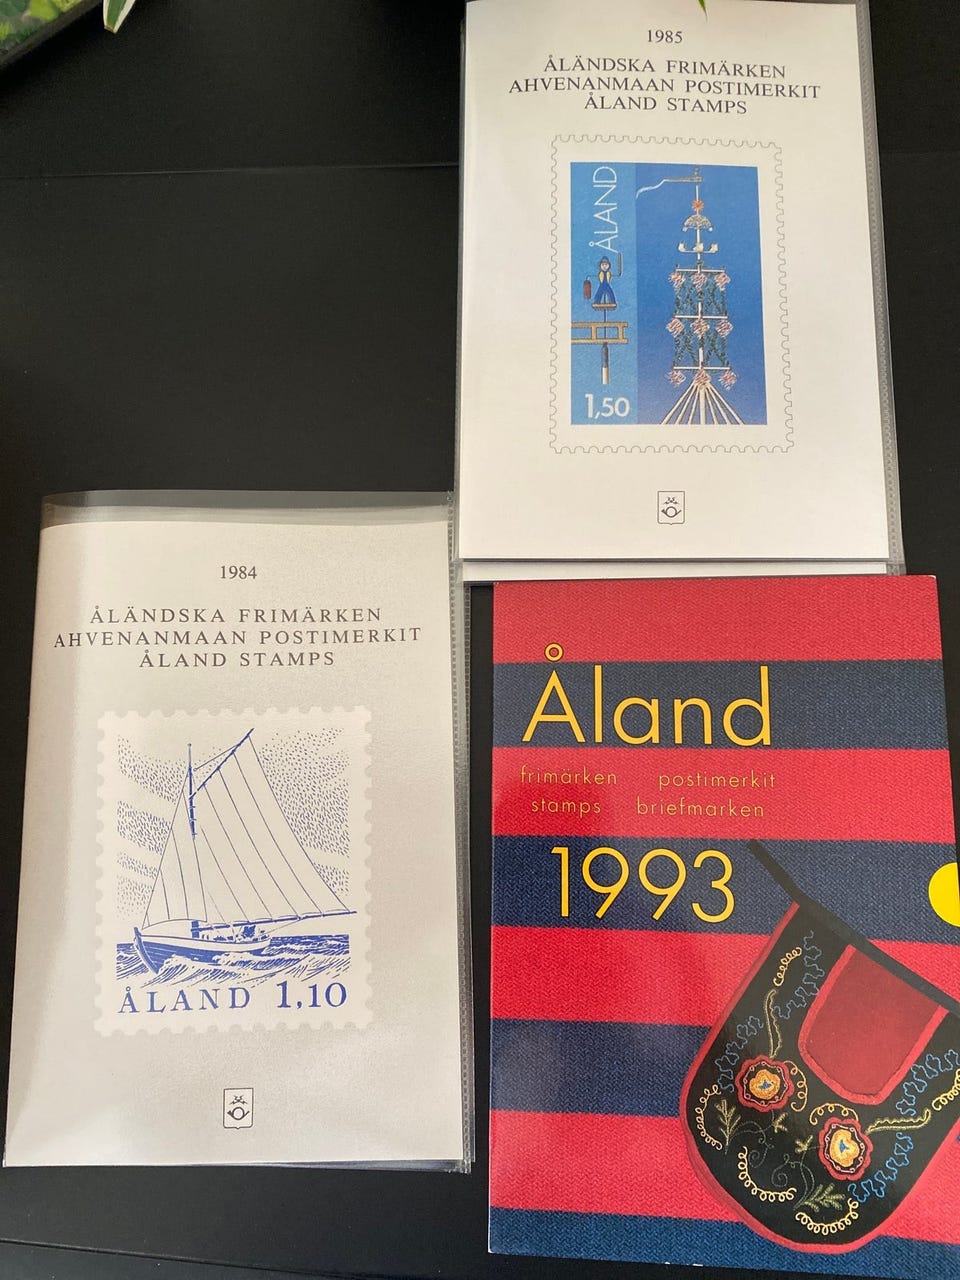 1985
ÅLÄNDSKA FRIMÄRKEN
AHVENANMAAN POSTIMERKIT
ÅLAND STAMPS
ÅLAND
1,50
1984
ÅLÄNDSKA FRIMÄRKEN
AHVENANMAAN POSTIMERKIT
ÅLAND STAMPS
ÅLAND 1,10
Åland
frimärken postimerkit
stamps briefmarken
1993